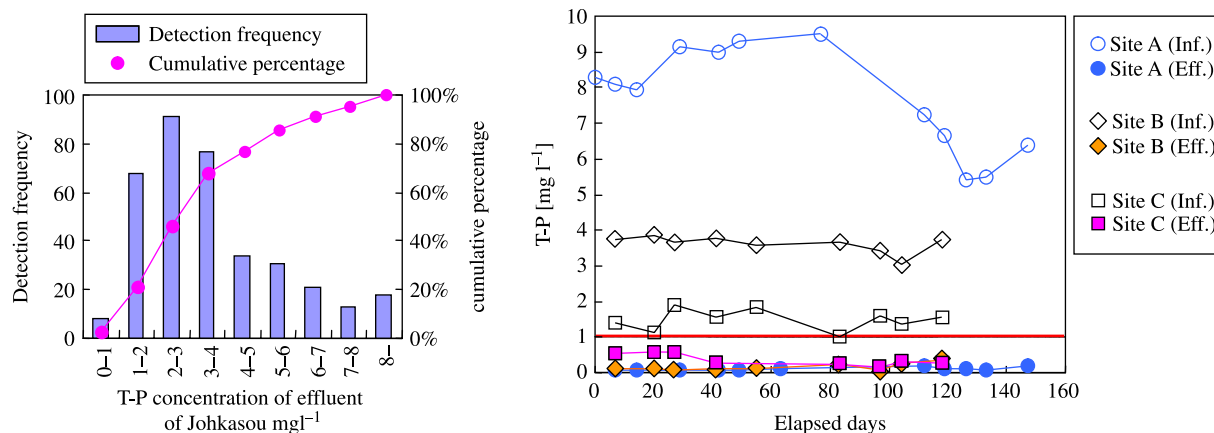 Detection frequency
Cumulative percentage
100
80
60
40
20
0
Detection frequency
100%
80%
60%
40%
20%
0%
cumulative percentage
0–1
1–2
2–3
3–4
4–5
5–6
6–7
7–8
8–
T-P concentration of effluent
of Johkasou mgl⁻¹
10
9
8
7
6
5
4
3
2
1
0
T-P [mg l⁻¹]
0 20 40 60 80 100 120 140 160
Elapsed days
Site A (Inf.)
Site A (Eff.)
Site B (Inf.)
Site B (Eff.)
Site C (Inf.)
Site C (Eff.)